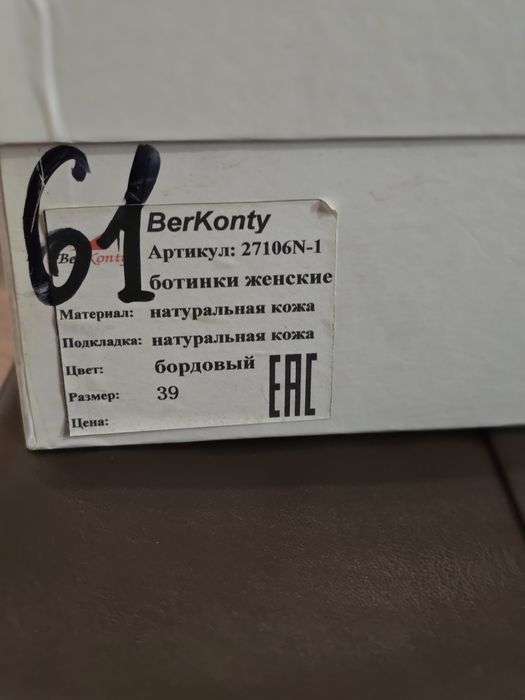 61
BerKonty
BerKonty
Артикул: 27106N-1
ботинки женские
Материал: натуральная кожа
Подкладка: натуральная кожа
Цвет: бордовый
Размер: 39
EAC
Цена: